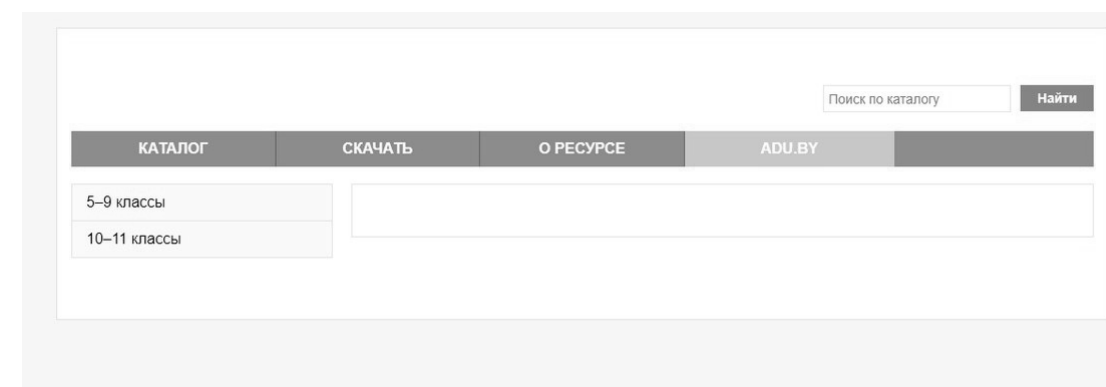 Поиск по каталогу Найти
КАТАЛОГ СКАЧАТЬ О РЕСУРСЕ ADU.BY
5–9 классы
10–11 классы